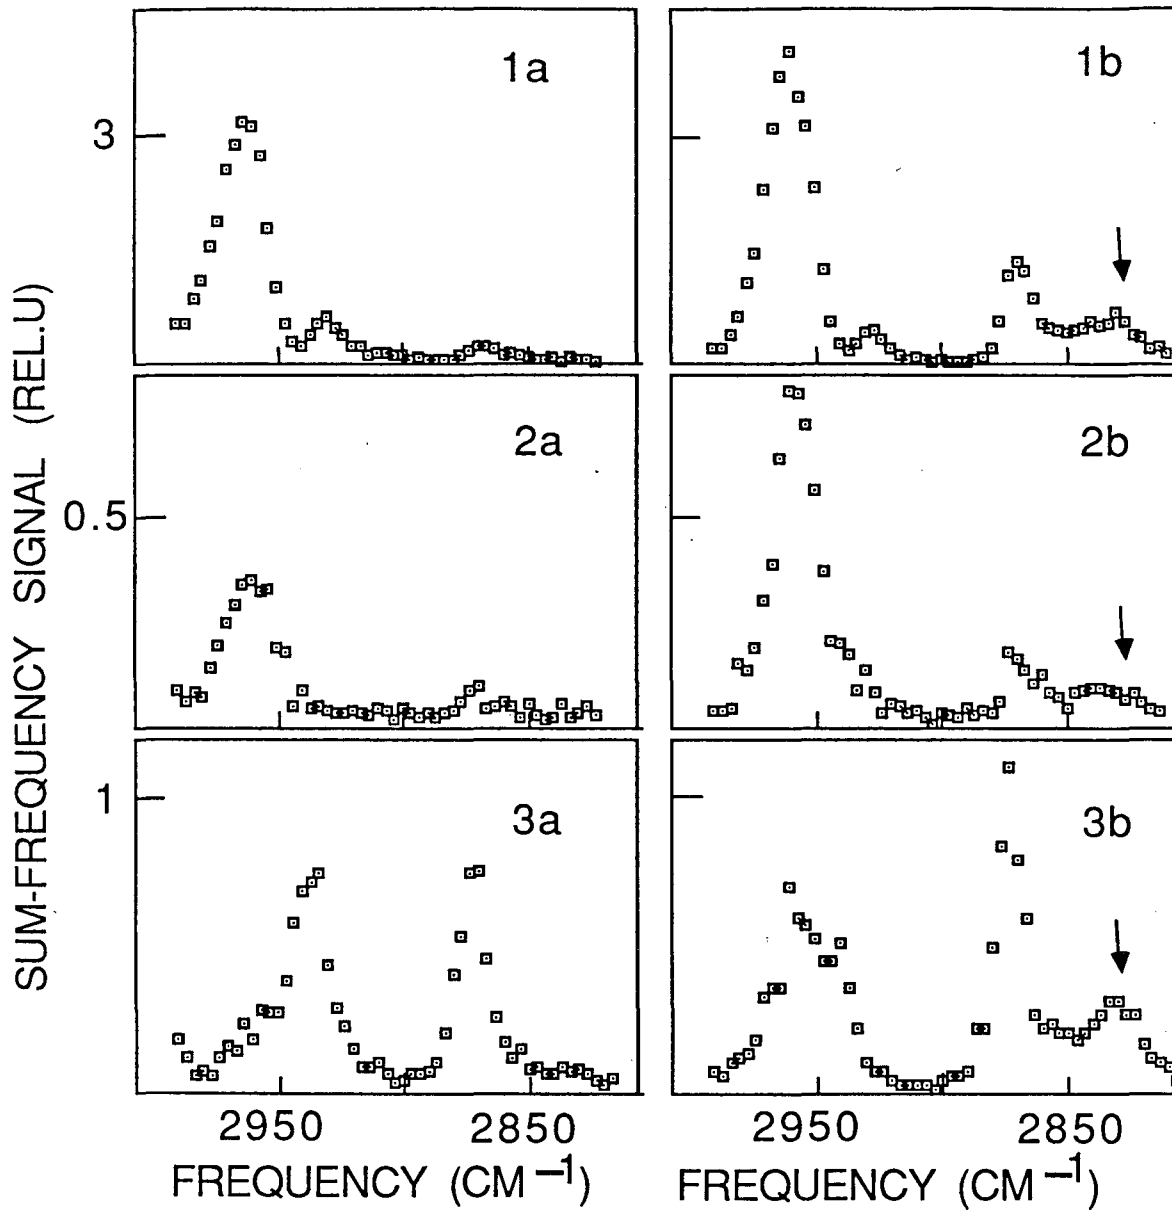 1a
1b
3
2a
2b
0.5
3a
3b
1
SUM-FREQUENCY SIGNAL (REL.U)
2950
2850
2950
2850
FREQUENCY (CM⁻¹)
FREQUENCY (CM⁻¹)